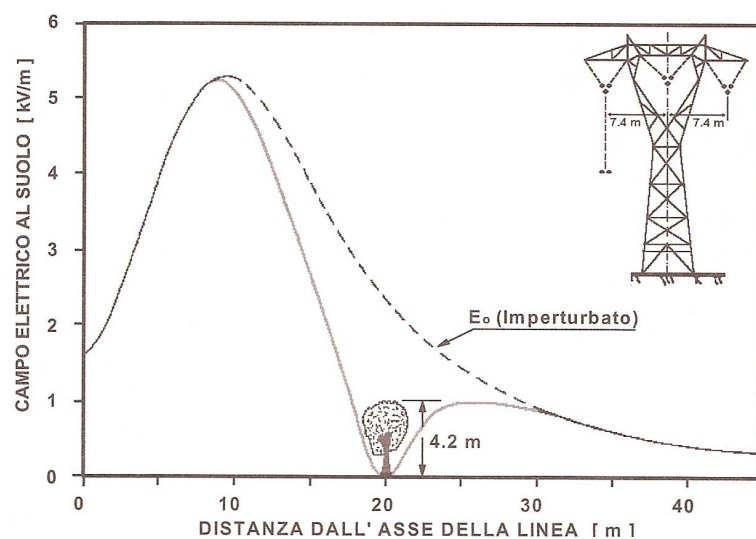 CAMPO ELETTRICO AL SUOLO [ kV/m ]
6
5
4
3
2
1
0
7.4 m
7.4 m
E₀ (Imperturbato)
4.2 m
0
10
20
30
40
DISTANZA DALL' ASSE DELLA LINEA [ m ]